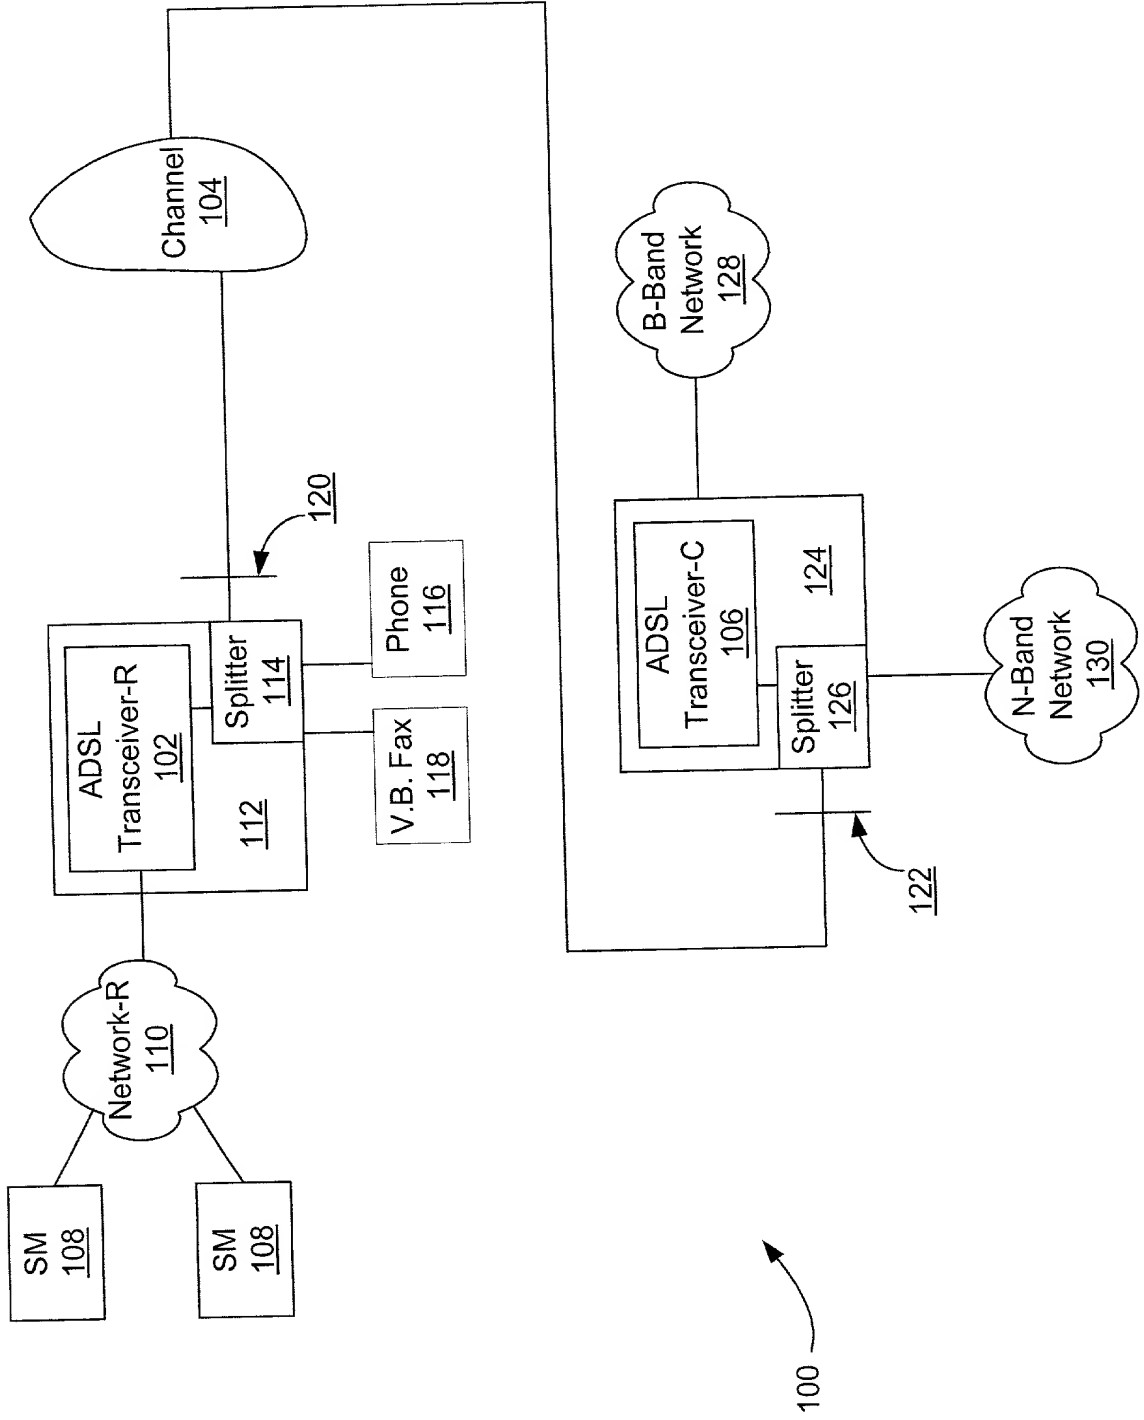 SM
108
SM
108
Network-R
110
ADSL
Transceiver-R
102
112
Splitter
114
V.B. Fax
118
Phone
116
120
Channel
104
122
ADSL
Transceiver-C
106
Splitter
126
124
B-Band
Network
128
N-Band
Network
130
100